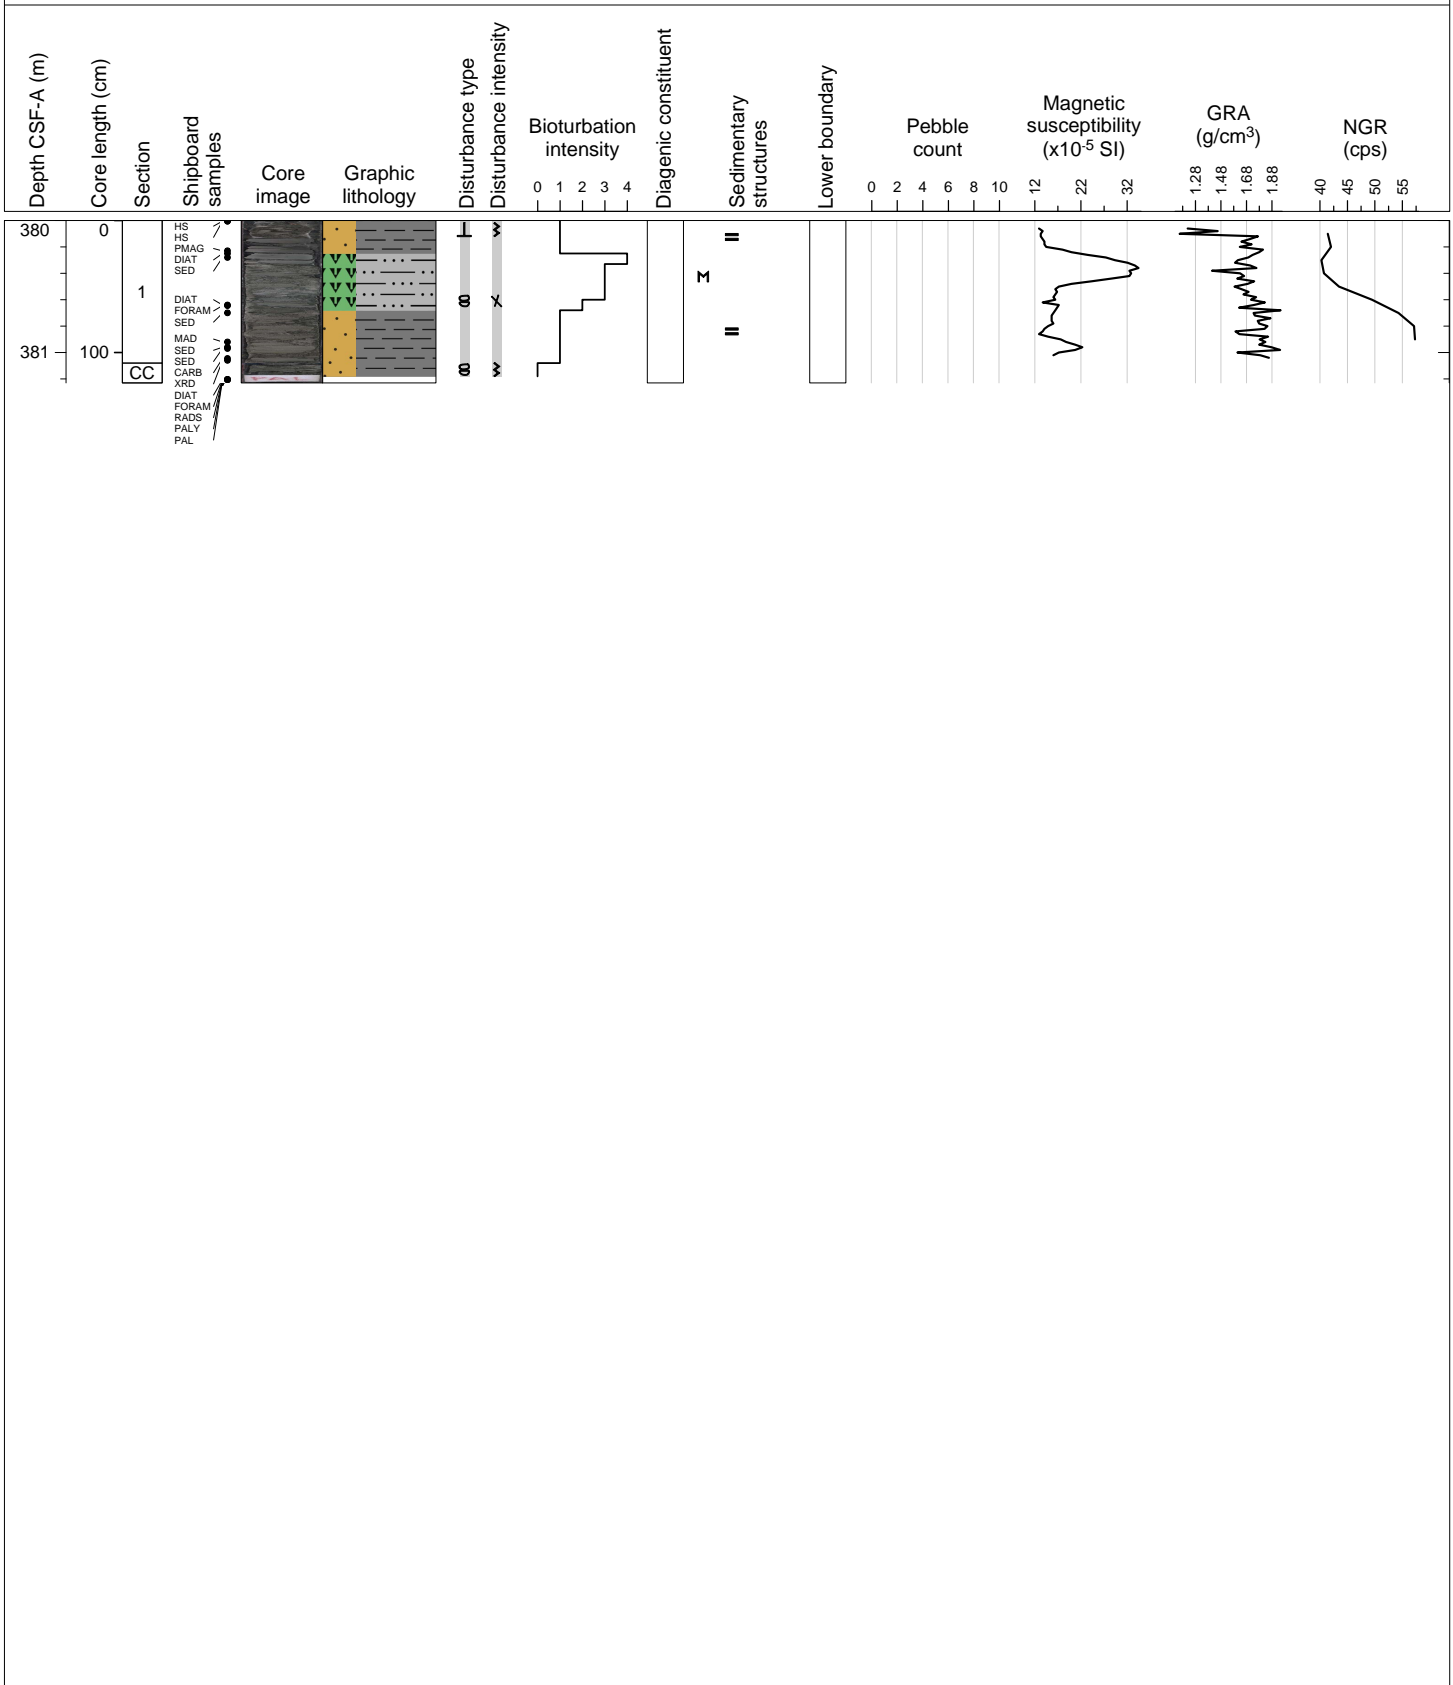 Depth CSF-A (m)
Core length (cm)
Section
Shipboard
samples
Core
image
Graphic
lithology
Disturbance type
Disturbance intensity
Bioturbation
intensity
0 1 2 3 4
Diagenic constituent
Sedimentary
structures
Lower boundary
Pebble
count
0 2 4 6 8 10
Magnetic
susceptibility
(x10-5 SI)
12 22 32
GRA
(g/cm3)
1.28 1.48 1.68 1.88
NGR
(cps)
40 45 50 55
380
381
0
100
1
CC
HS
HS
PMAG
DIAT
SED
DIAT
FORAM
SED
MAD
SED
SED
CARB
XRD
DIAT
FORAM
RADS
PALY
PAL
M